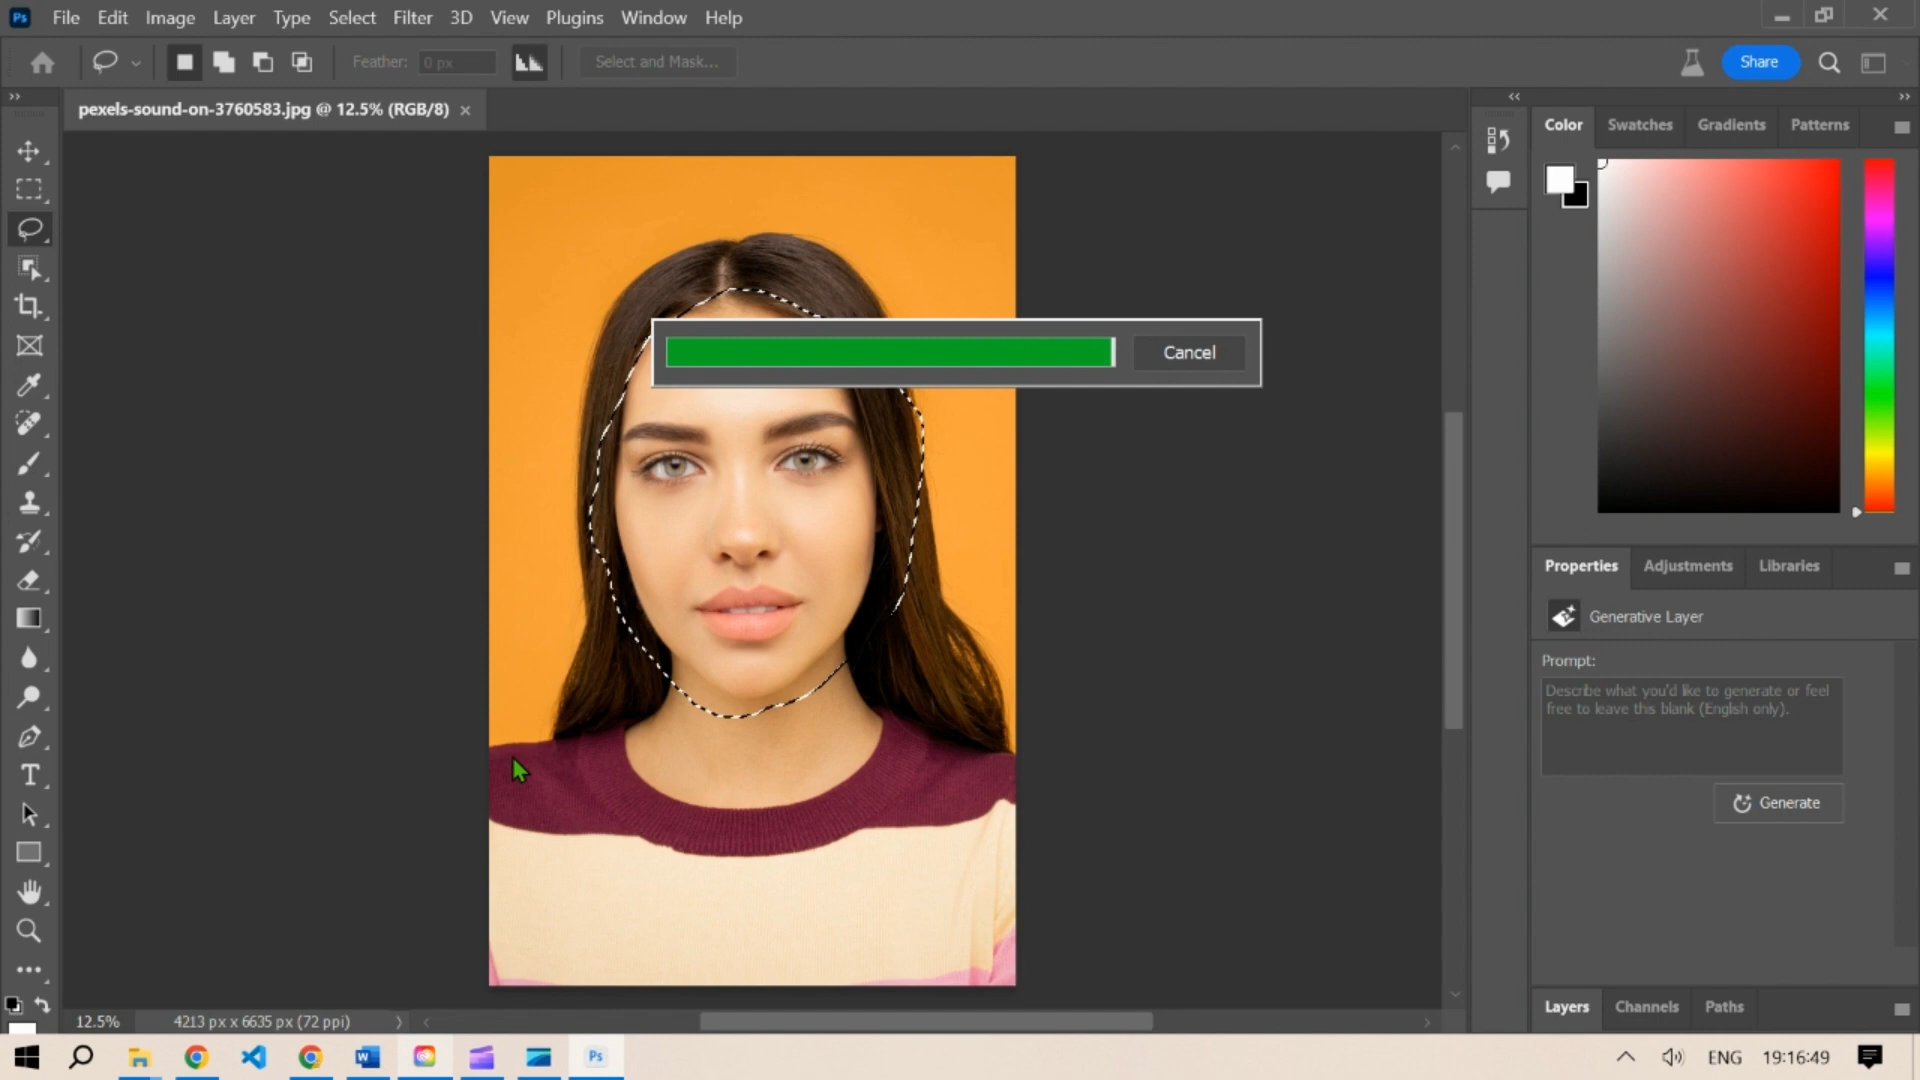 Ps File Edit Image Layer Type Select Filter 3D View Plugins Window Help
Feather: 0 px Select and Mask... Share
pexels-sound-on-3760583.jpg @ 12.5% (RGB/8)
Color Swatches Gradients Patterns
Cancel
Properties Adjustments Libraries
Generative Layer
Prompt:
Describe what you'd like to generate or feel
free to leave this blank (English only).
Generate
Layers Channels Paths
12.5% 4213 px x 6635 px (72 ppi)
Ps ENG 19:16:49